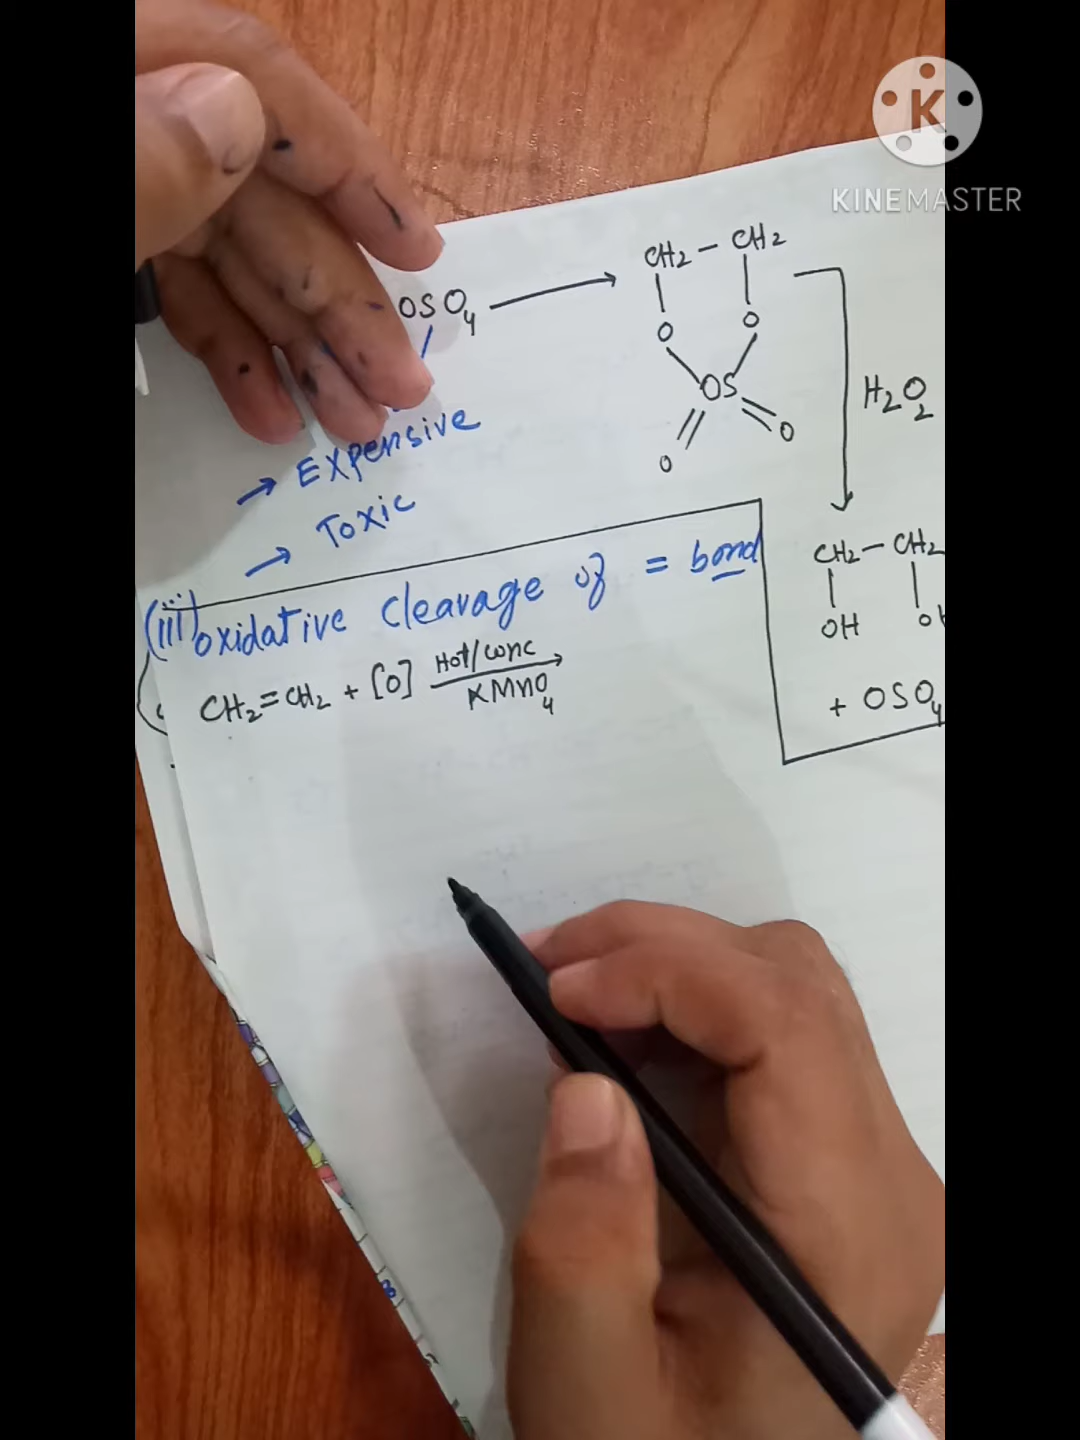 K
KINEMASTER
OSO4 → CH2 – CH2
O O
OS
O O
H2O2
→ Expensive
→ Toxic
CH2 – CH2
OH
+ OSO4
(iii) oxidative cleavage of = bond
CH2=CH2 + [O] Hot/conc
KMnO4